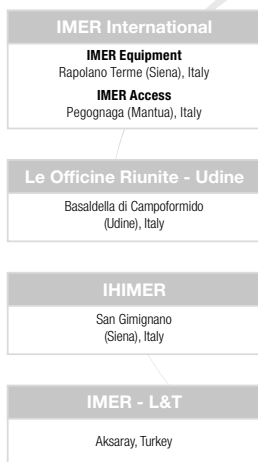 IMER International
IMER Equipment
Rapolano Terme (Siena), Italy
IMER Access
Pegognaga (Mantua), Italy
Le Officine Riunite - Udine
Basaldella di Campoformido
(Udine), Italy
IHIMER
San Gimignano
(Siena), Italy
IMER - L&T
Aksaray, Turkey